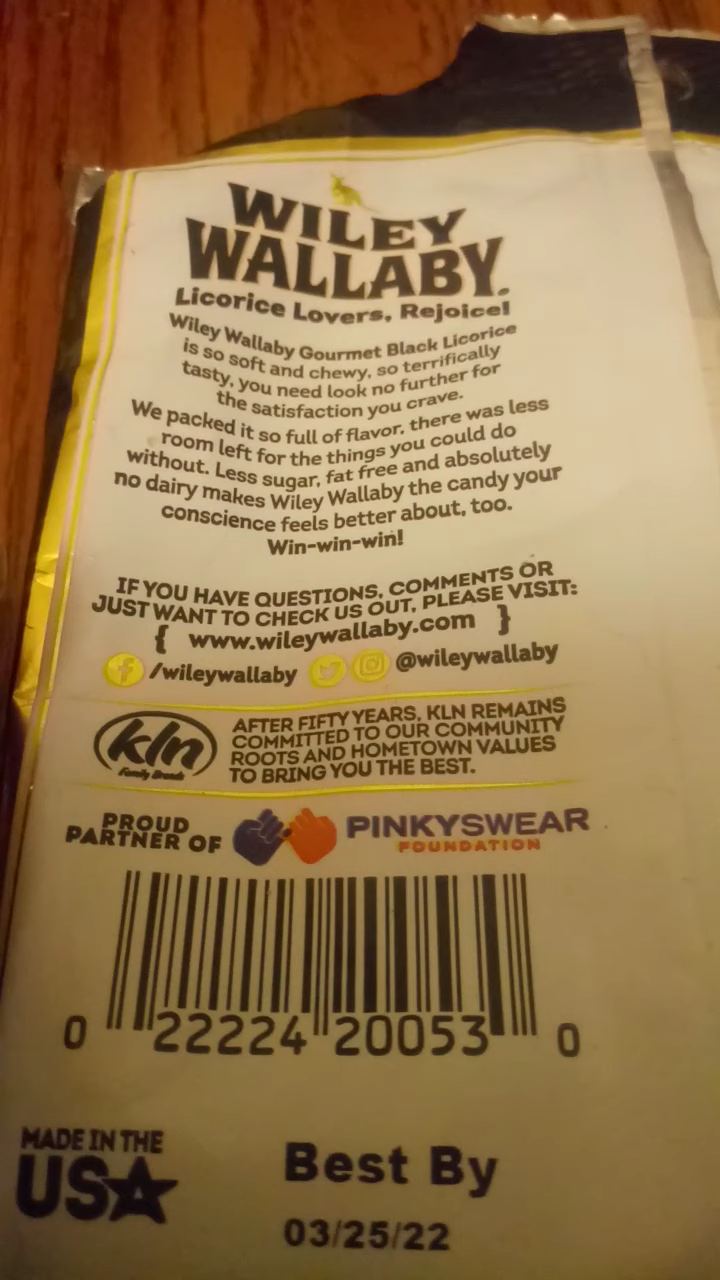 WILEY
WALLABY.
Licorice Lovers, Rejoice!
Wiley Wallaby Gourmet Black Licorice
is so soft and chewy, so terrifically
tasty, you need look no further for
the satisfaction you crave.
We packed it so full of flavor, there was less
room left for the things you could do
without. Less sugar, fat free and absolutely
no dairy makes Wiley Wallaby the candy your
conscience feels better about, too.
Win-win-win!
IF YOU HAVE QUESTIONS, COMMENTS OR
JUST WANT TO CHECK US OUT, PLEASE VISIT:
{ www.wileywallaby.com }
/wileywallaby @wileywallaby
kln
Family Brands
AFTER FIFTY YEARS, KLN REMAINS
COMMITTED TO OUR COMMUNITY
ROOTS AND HOMETOWN VALUES
TO BRING YOU THE BEST.
PROUD
PARTNER OF
PINKYSWEAR
FOUNDATION
0 22224 20053 0
MADE IN THE
USA
Best By
03/25/22